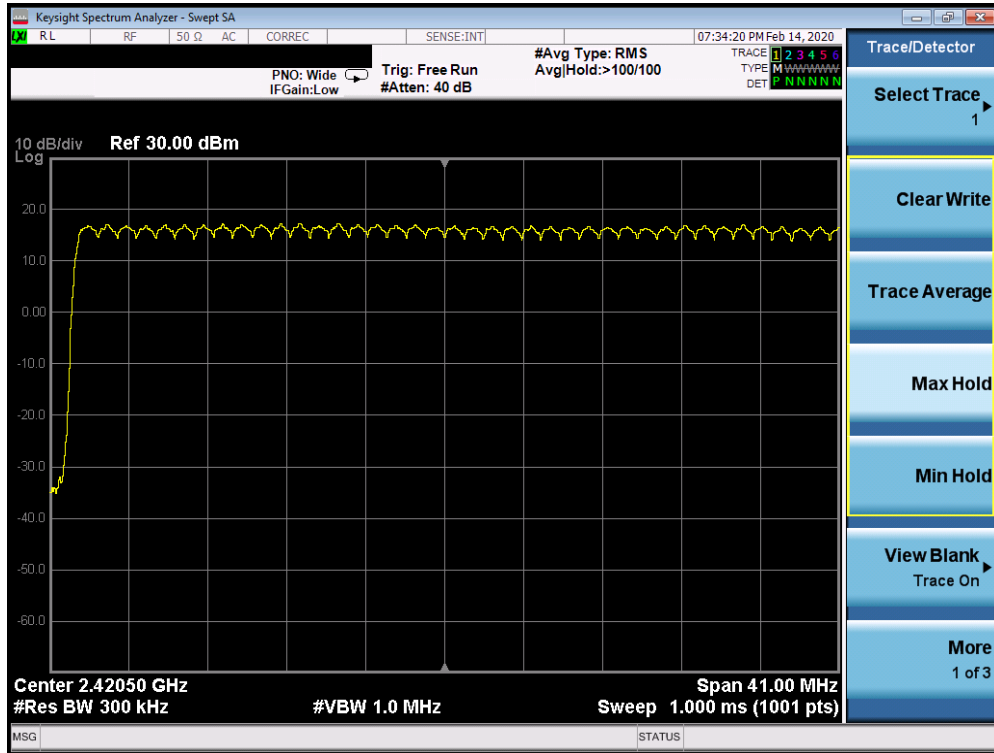 Keysight Spectrum Analyzer - Swept SA
LXI RL RF 50 Ω AC CORREC SENSE:INT 07:34:20 PM Feb 14, 2020
PNO: Wide Trig: Free Run #Avg Type: RMS TRACE 1 2 3 4 5 6
IFGain:Low #Atten: 40 dB Avg|Hold:>100/100 TYPE M WWWWW
DET P N N N N N
Trace/Detector
Select Trace
1
Clear Write
Trace Average
Max Hold
Min Hold
View Blank
Trace On
More
1 of 3
10 dB/div Ref 30.00 dBm
Log
20.0
10.0
0.00
-10.0
-20.0
-30.0
-40.0
-50.0
-60.0
Center 2.42050 GHz Span 41.00 MHz
#Res BW 300 kHz #VBW 1.0 MHz Sweep 1.000 ms (1001 pts)
MSG STATUS